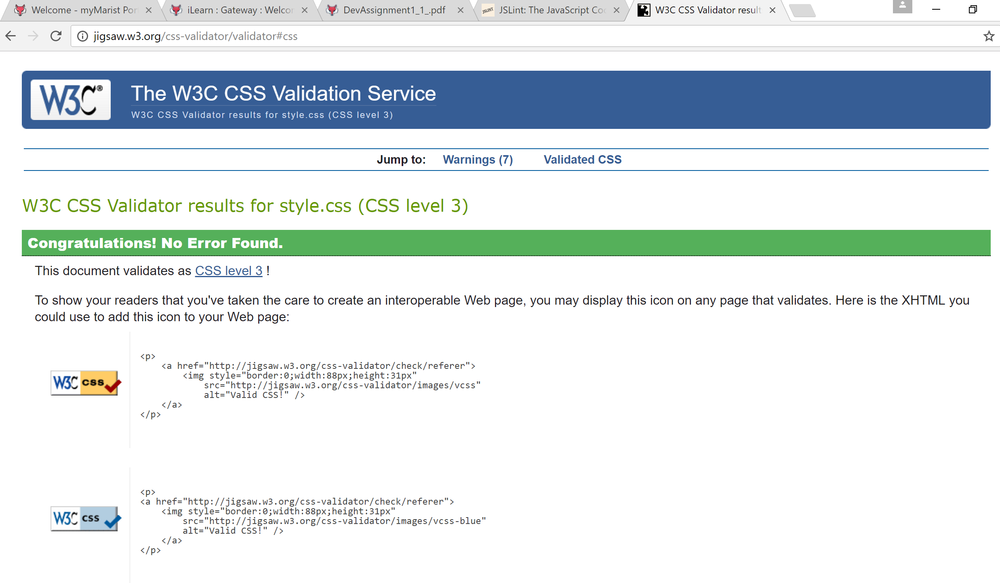 Welcome - myMarist Por
iLearn : Gateway : Welcor
DevAssignment1_1_.pdf
JSLINT
JSLint: The JavaScript Coc
W3C CSS Validator result
jigsaw.w3.org/css-validator/validator#css
W3C®
The W3C CSS Validation Service
W3C CSS Validator results for style.css (CSS level 3)
Jump to: Warnings (7) Validated CSS
W3C CSS Validator results for style.css (CSS level 3)
Congratulations! No Error Found.
This document validates as CSS level 3 !
To show your readers that you've taken the care to create an interoperable Web page, you may display this icon on any page that validates. Here is the XHTML you
could use to add this icon to your Web page:
W3C css
<p>
    <a href="http://jigsaw.w3.org/css-validator/check/referer">
        <img style="border:0;width:88px;height:31px"
            src="http://jigsaw.w3.org/css-validator/images/vcss"
            alt="Valid CSS!" />
    </a>
</p>
W3C css
<p>
<a href="http://jigsaw.w3.org/css-validator/check/referer">
    <img style="border:0;width:88px;height:31px"
        src="http://jigsaw.w3.org/css-validator/images/vcss-blue"
        alt="Valid CSS!" />
    </a>
</p>